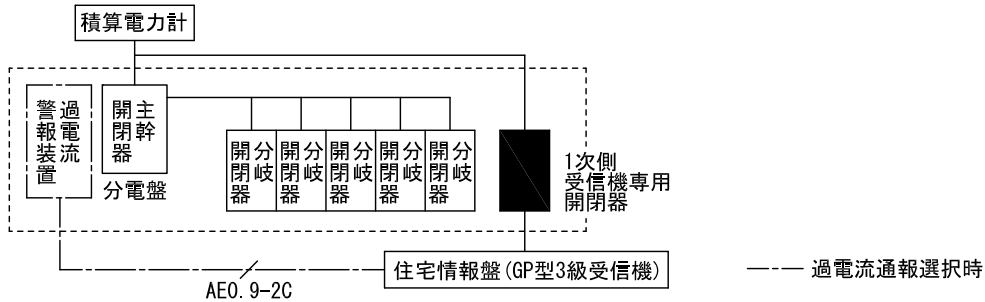 積算電力計
過電流
警報装置
主幹
開閉器
分電盤
分岐
開閉器
分岐
開閉器
分岐
開閉器
分岐
開閉器
分岐
開閉器
1次側
受信機専用
開閉器
住宅情報盤(GP型3級受信機)
AE0.9-2C
過電流通報選択時